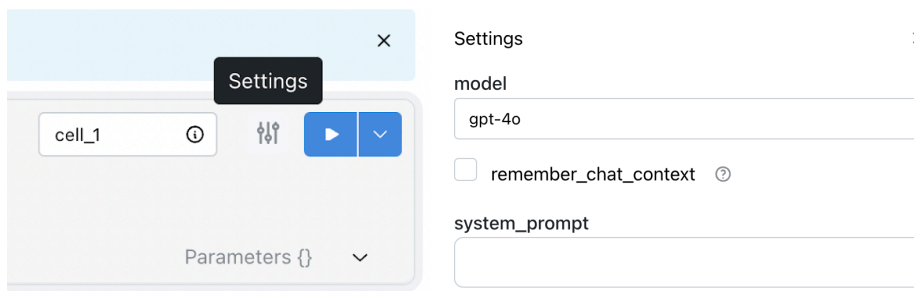 Settings
cell_1
Parameters {}
Settings
model
gpt-4o
remember_chat_context
system_prompt